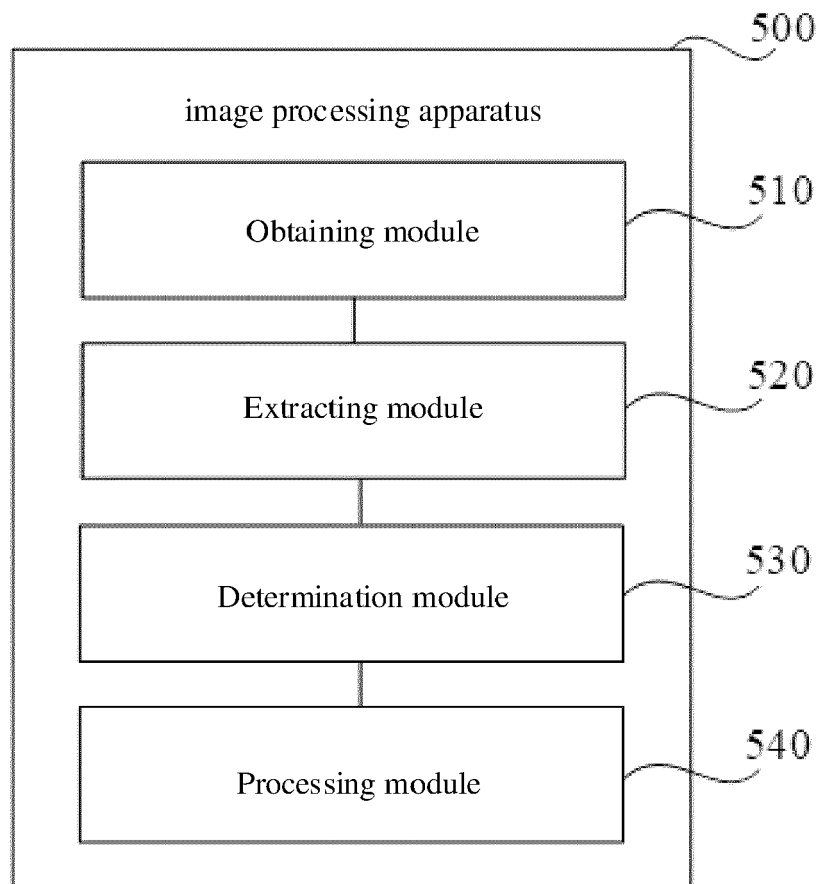 500
image processing apparatus
510
Obtaining module
520
Extracting module
530
Determination module
540
Processing module